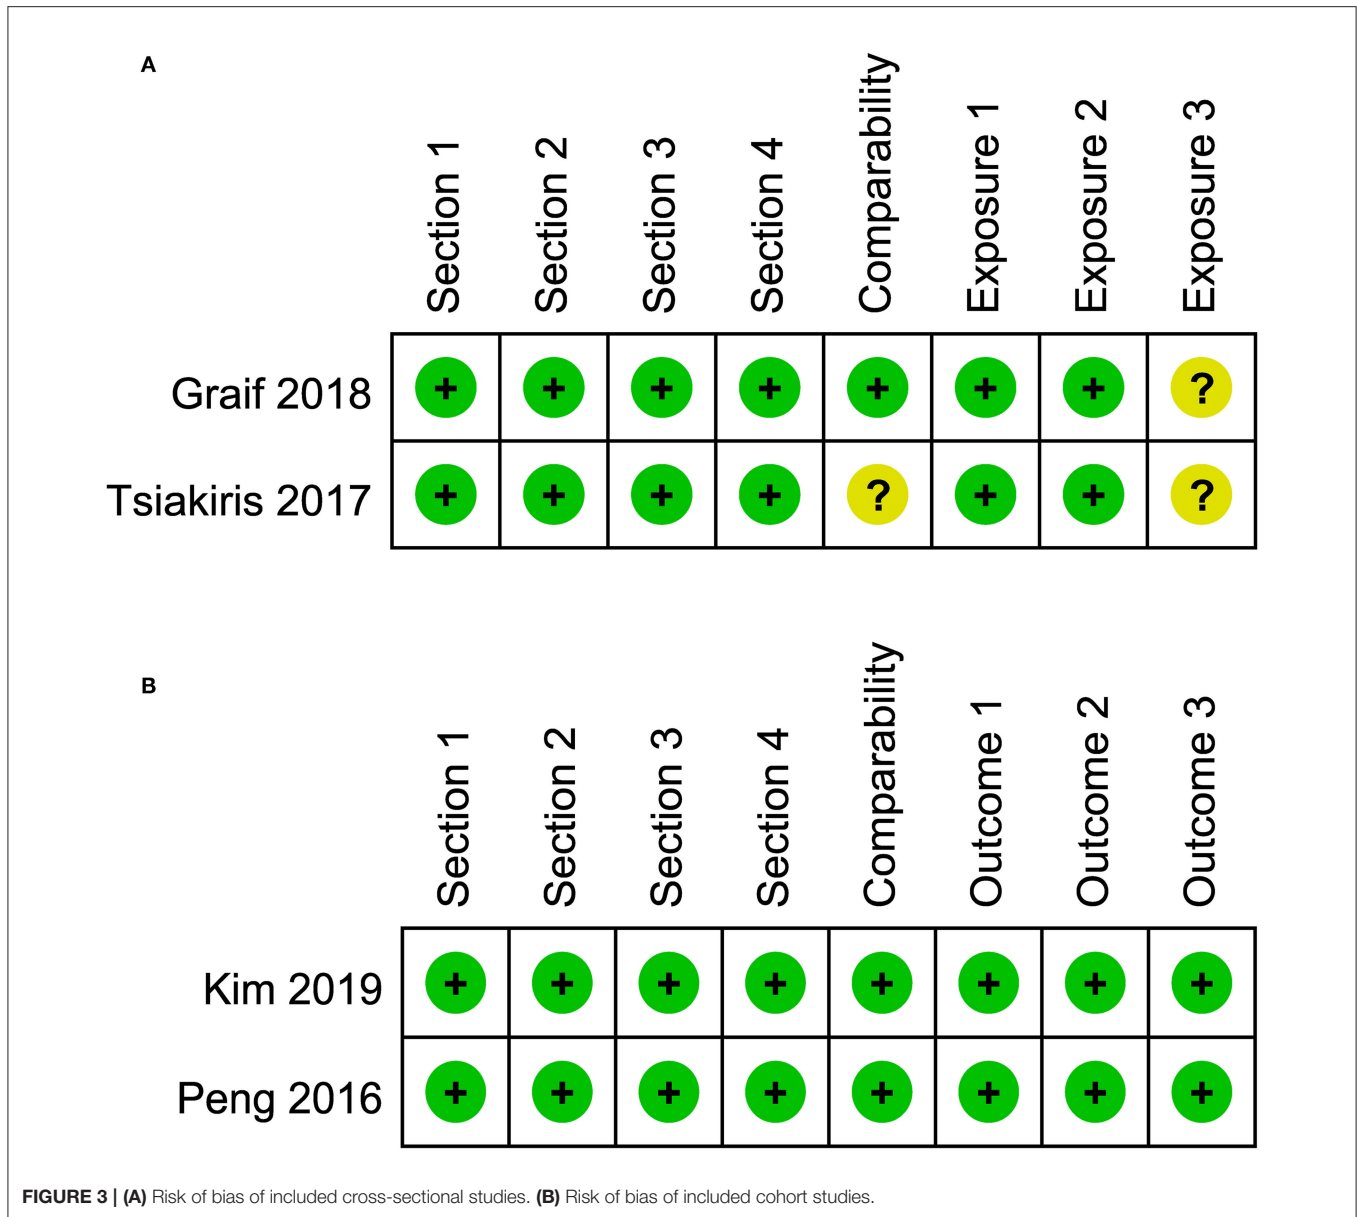 A
Section 1
Section 2
Section 3
Section 4
Comparability
Exposure 1
Exposure 2
Exposure 3
Graif 2018 + + + + + + + ?
Tsiakiris 2017 + + + + ? + + ?
B
Section 1
Section 2
Section 3
Section 4
Comparability
Outcome 1
Outcome 2
Outcome 3
Kim 2019 + + + + + + + +
Peng 2016 + + + + + + + +
FIGURE 3 | (A) Risk of bias of included cross-sectional studies. (B) Risk of bias of included cohort studies.